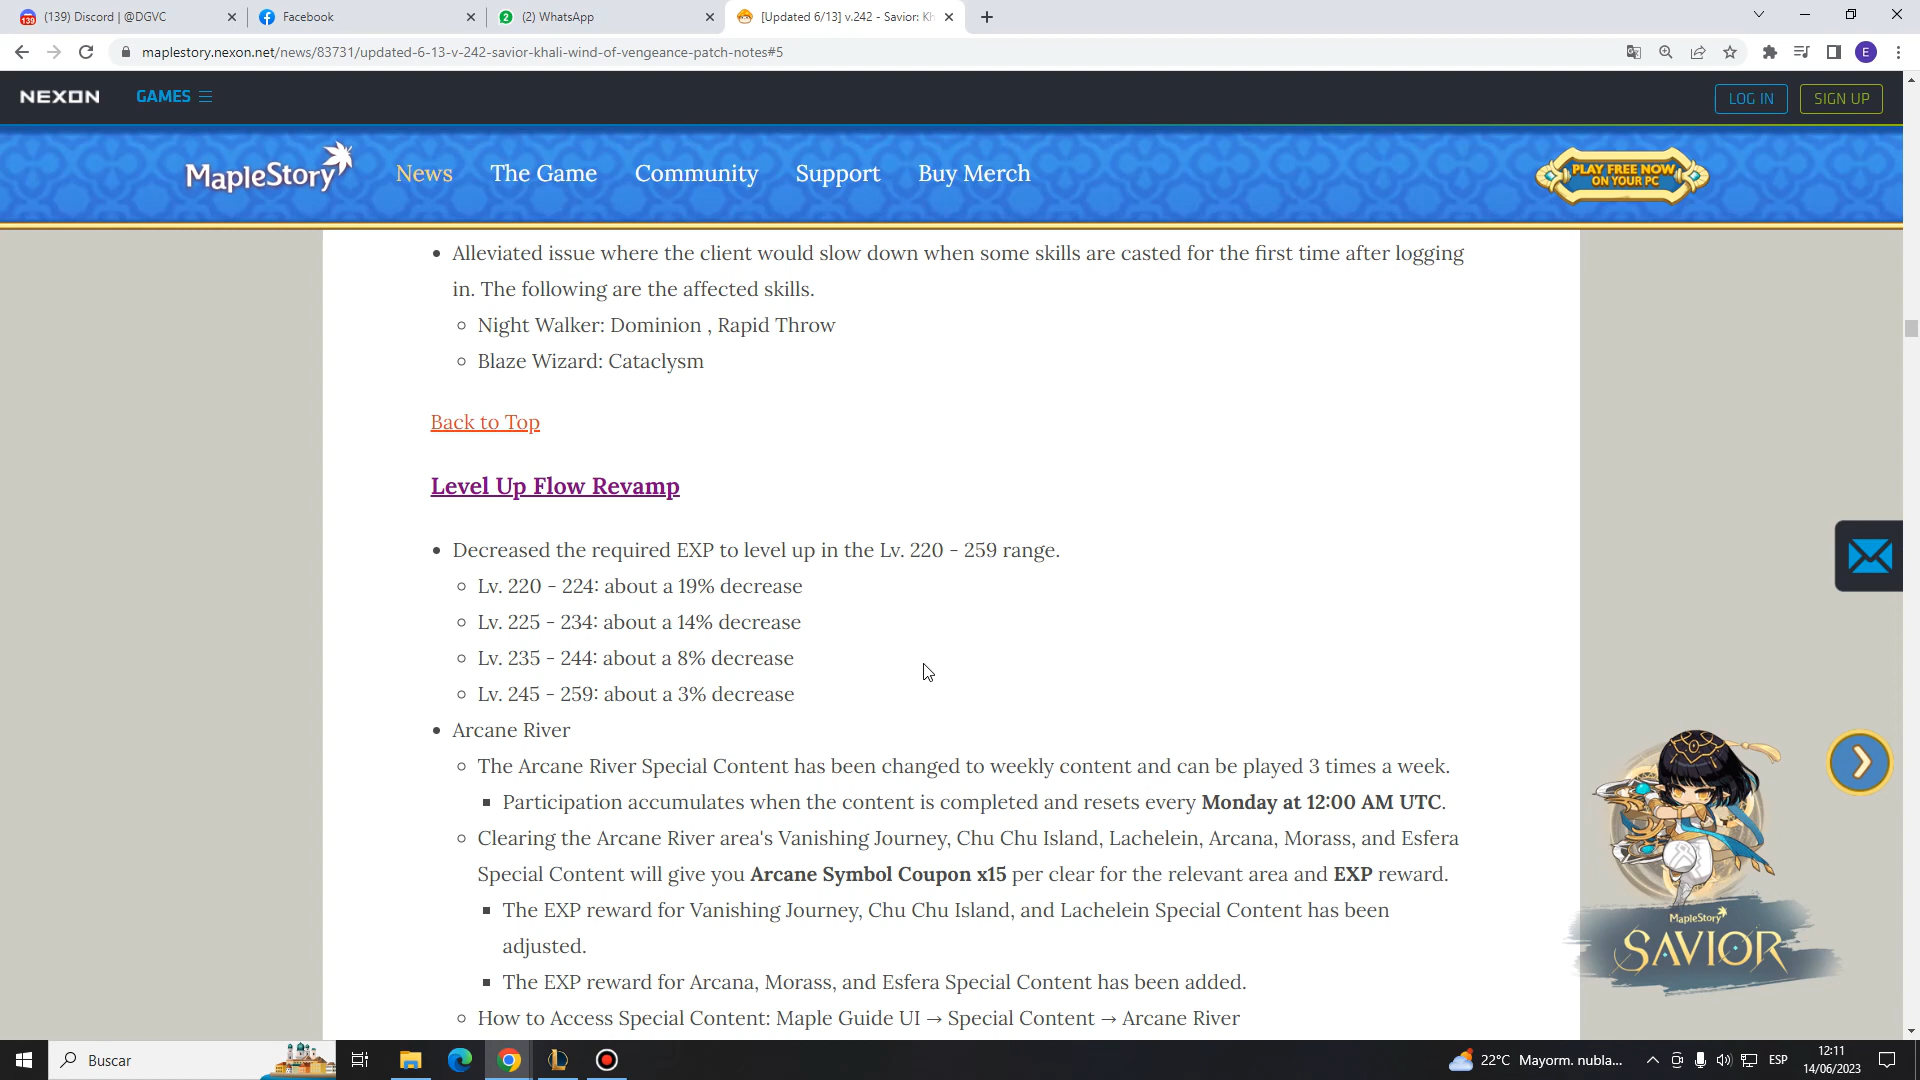 (139) Discord | @DGVC
Facebook
(2) WhatsApp
[Updated 6/13] v.242 - Savior: Kh
maplestory.nexon.net/news/83731/updated-6-13-v-242-savior-khali-wind-of-vengeance-patch-notes#5
E
NEXON
GAMES
LOG IN
SIGN UP
MapleStory
News
The Game
Community
Support
Buy Merch
PLAY FREE NOW
ON YOUR PC
• Alleviated issue where the client would slow down when some skills are casted for the first time after logging
in. The following are the affected skills.
◦ Night Walker: Dominion , Rapid Throw
◦ Blaze Wizard: Cataclysm
Back to Top
Level Up Flow Revamp
• Decreased the required EXP to level up in the Lv. 220 - 259 range.
◦ Lv. 220 - 224: about a 19% decrease
◦ Lv. 225 - 234: about a 14% decrease
◦ Lv. 235 - 244: about a 8% decrease
◦ Lv. 245 - 259: about a 3% decrease
• Arcane River
◦ The Arcane River Special Content has been changed to weekly content and can be played 3 times a week.
▪ Participation accumulates when the content is completed and resets every Monday at 12:00 AM UTC.
◦ Clearing the Arcane River area's Vanishing Journey, Chu Chu Island, Lachelein, Arcana, Morass, and Esfera
Special Content will give you Arcane Symbol Coupon x15 per clear for the relevant area and EXP reward.
▪ The EXP reward for Vanishing Journey, Chu Chu Island, and Lachelein Special Content has been
adjusted.
▪ The EXP reward for Arcana, Morass, and Esfera Special Content has been added.
◦ How to Access Special Content: Maple Guide UI → Special Content → Arcane River
MapleStory
SAVIOR
Buscar
22°C Mayorm. nubla...
ESP
12:11
14/06/2023